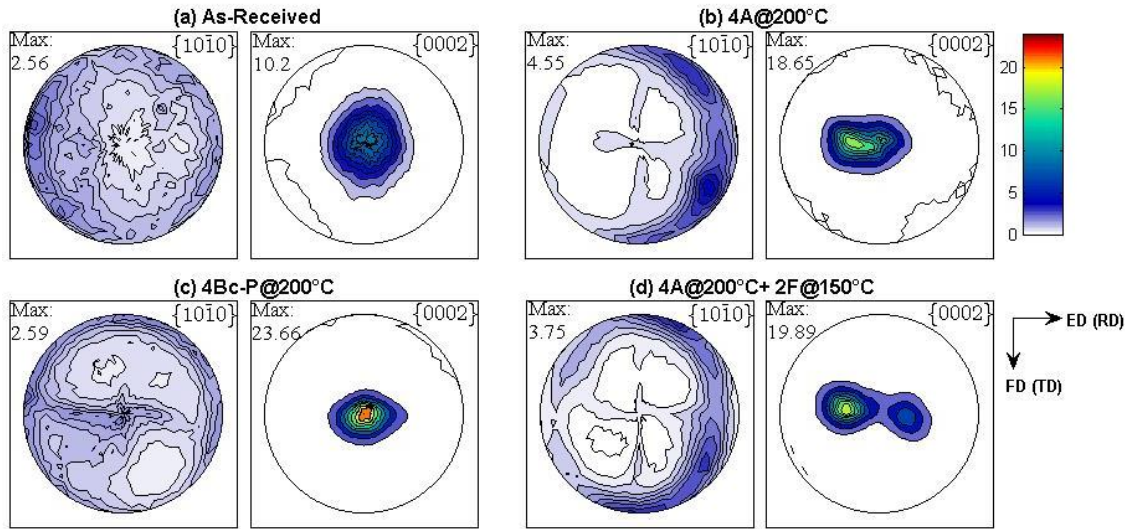 (a) As-Received
(b) 4A@200°C
Max:
2.56
{101̄0}
Max:
10.2
{0002}
Max:
4.55
{101̄0}
Max:
18.65
{0002}
20
15
10
5
0
(c) 4Bc-P@200°C
(d) 4A@200°C+ 2F@150°C
Max:
2.59
{101̄0}
Max:
23.66
{0002}
Max:
3.75
{101̄0}
Max:
19.89
{0002}
ED (RD)
FD (TD)